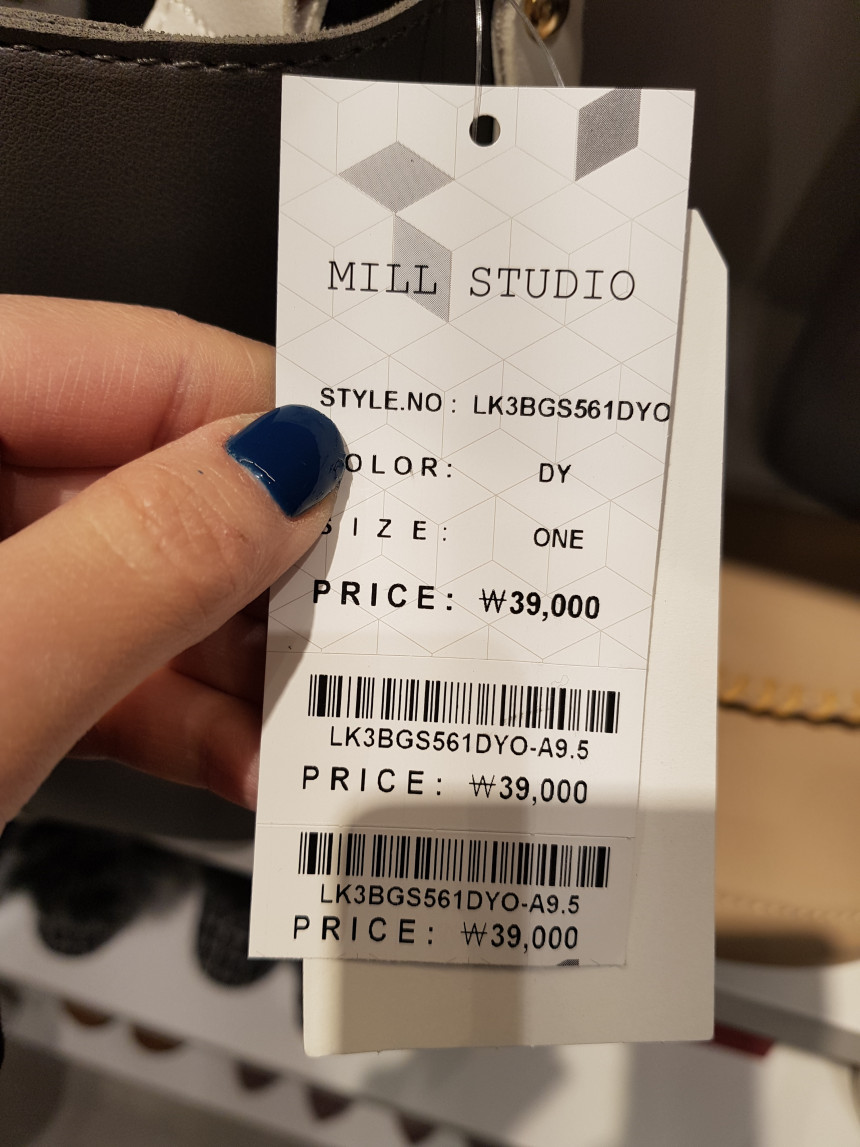 MILL STUDIO
STYLE.NO: LK3BGS561DYO
OLOR: DY
SIZE: ONE
PRICE: ₩39,000
LK3BGS561DYO-A9.5
PRICE: ₩39,000
LK3BGS561DYO-A9.5
PRICE: ₩39,000